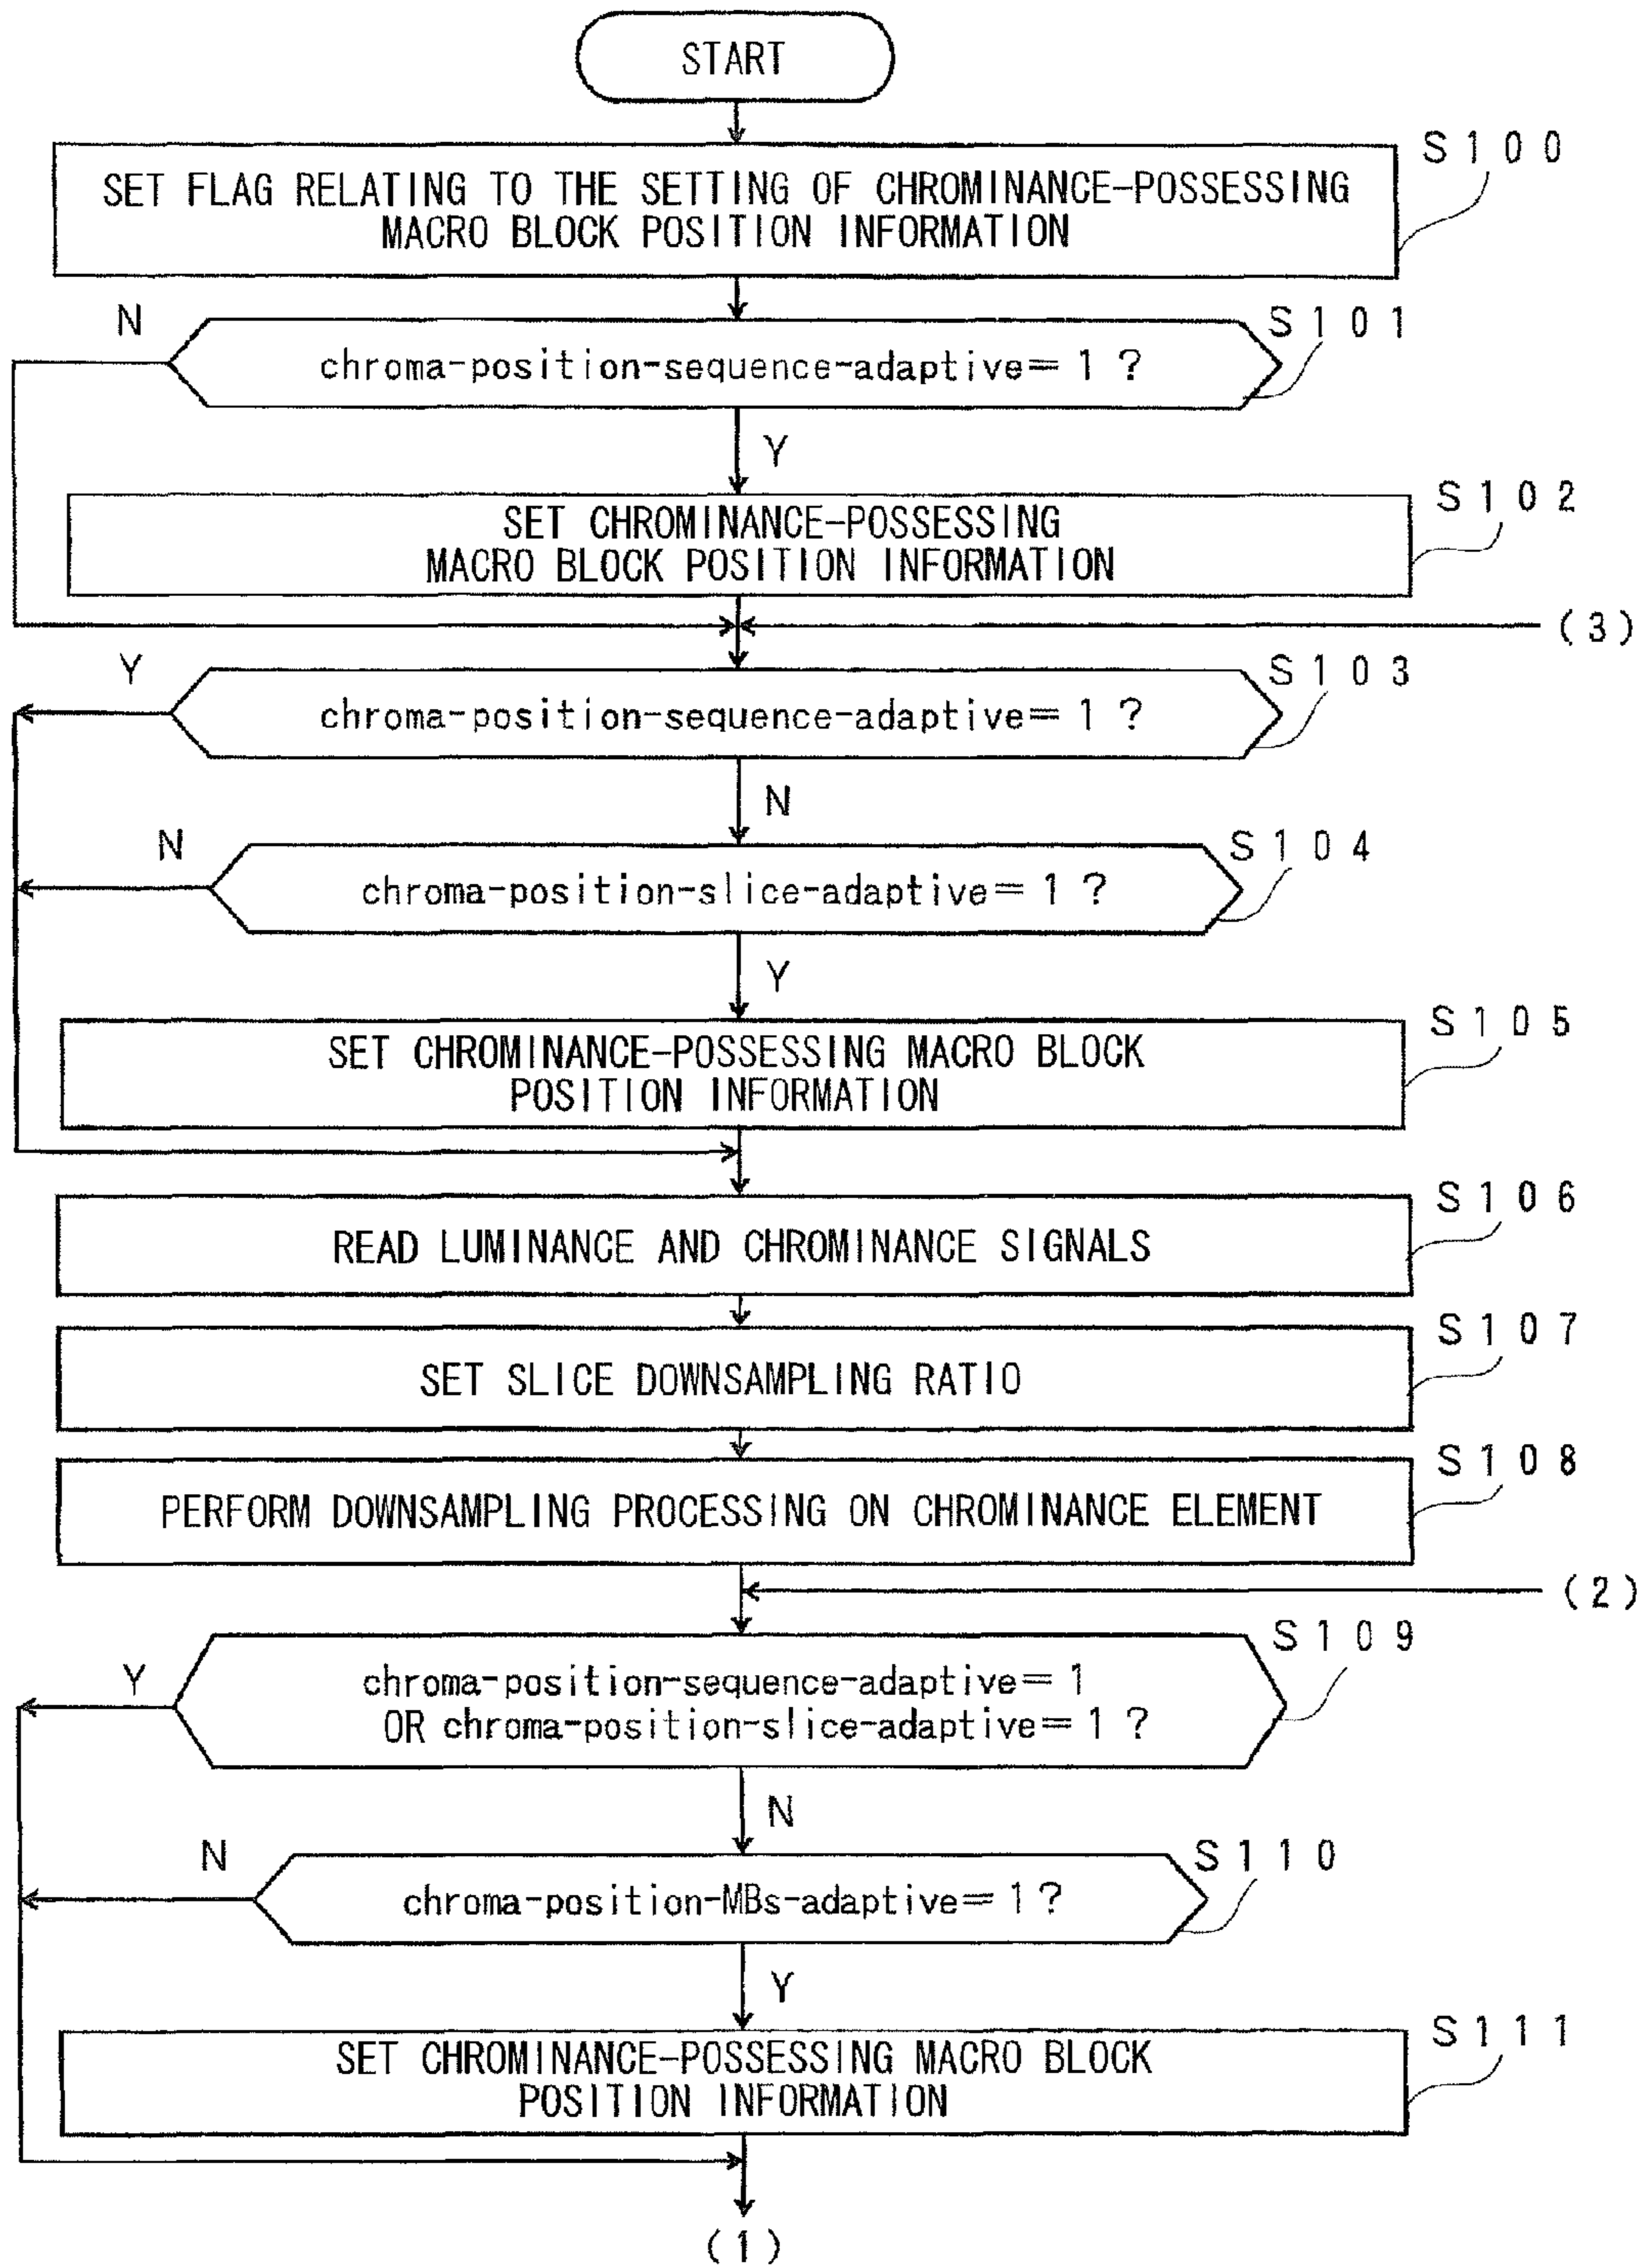 START
S100
SET FLAG RELATING TO THE SETTING OF CHROMINANCE-POSSESSING
MACRO BLOCK POSITION INFORMATION
N
S101
chroma-position-sequence-adaptive=1?
Y
S102
SET CHROMINANCE-POSSESSING
MACRO BLOCK POSITION INFORMATION
(3)
Y
S103
chroma-position-sequence-adaptive=1?
N
N
S104
chroma-position-slice-adaptive=1?
Y
S105
SET CHROMINANCE-POSSESSING MACRO BLOCK
POSITION INFORMATION
S106
READ LUMINANCE AND CHROMINANCE SIGNALS
S107
SET SLICE DOWNSAMPLING RATIO
S108
PERFORM DOWNSAMPLING PROCESSING ON CHROMINANCE ELEMENT
(2)
S109
Y
chroma-position-sequence-adaptive=1
OR chroma-position-slice-adaptive=1?
N
N
S110
chroma-position-MBs-adaptive=1?
Y
S111
SET CHROMINANCE-POSSESSING MACRO BLOCK
POSITION INFORMATION
(1)